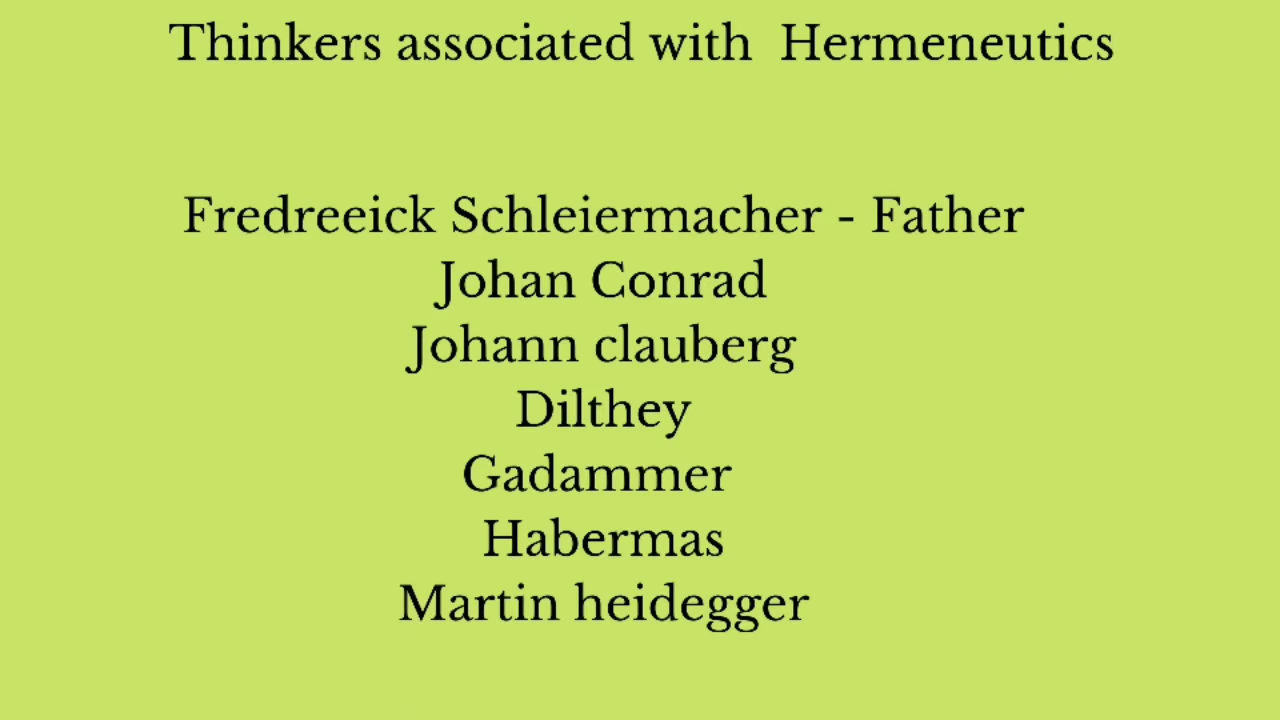 Thinkers associated with Hermeneutics
Fredreeick Schleiermacher - Father
Johan Conrad
Johann clauberg
Dilthey
Gadammer
Habermas
Martin heidegger